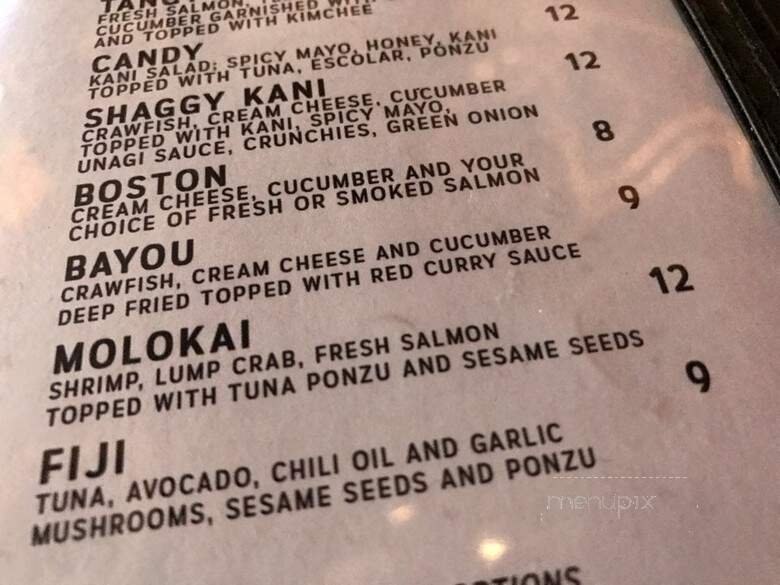 FRESH SALMON,
CUCUMBER GARNISHED
AND TOPPED WITH KIMCHEE
CANDY 12
KANI SALAD; SPICY MAYO, HONEY, KANI
TOPPED WITH TUNA, ESCOLAR, PONZU
SHAGGY KANI 12
CRAWFISH, CREAM CHEESE, CUCUMBER
TOPPED WITH KANI, SPICY MAYO,
UNAGI SAUCE, CRUNCHIES, GREEN ONION
BOSTON 8
CREAM CHEESE, CUCUMBER AND YOUR
CHOICE OF FRESH OR SMOKED SALMON
BAYOU 9
CRAWFISH, CREAM CHEESE AND CUCUMBER
DEEP FRIED TOPPED WITH RED CURRY SAUCE
MOLOKAI 12
SHRIMP, LUMP CRAB, FRESH SALMON
TOPPED WITH TUNA PONZU AND SESAME SEEDS
FIJI 9
TUNA, AVOCADO, CHILI OIL AND GARLIC
MUSHROOMS, SESAME SEEDS AND PONZU
menupix